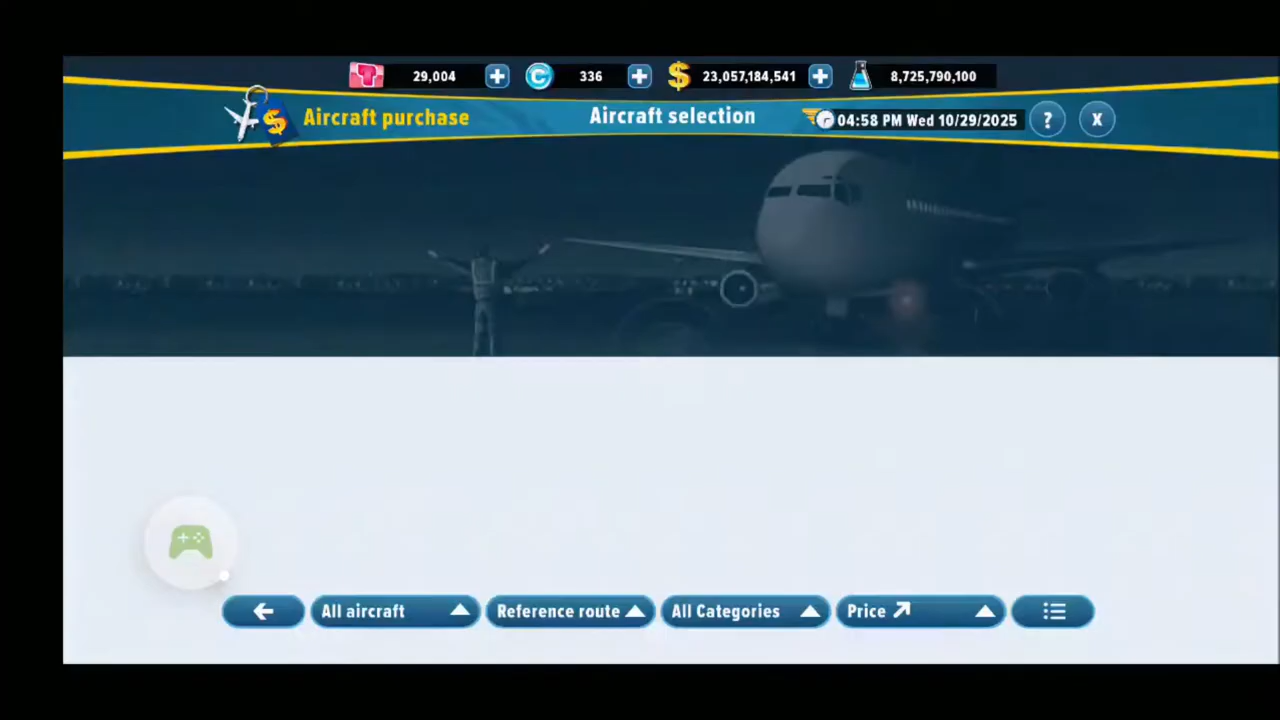 29,004
336
23,057,184,541
8,725,790,100
Aircraft purchase
Aircraft selection
04:58 PM Wed 10/29/2025
?
X
All aircraft
Reference route
All Categories
Price